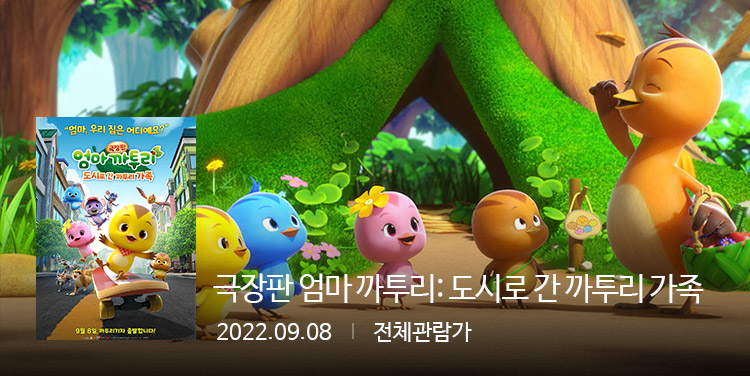 "엄마, 우리 집은 어디예요?"
극장판
엄마 까투리
도시로 간 까투리 가족
9월 8일, 까투리가 출발합니다!
극장판 엄마 까트리: 도시로 간 까투리 가족
2022.09.08 | 전체관람가